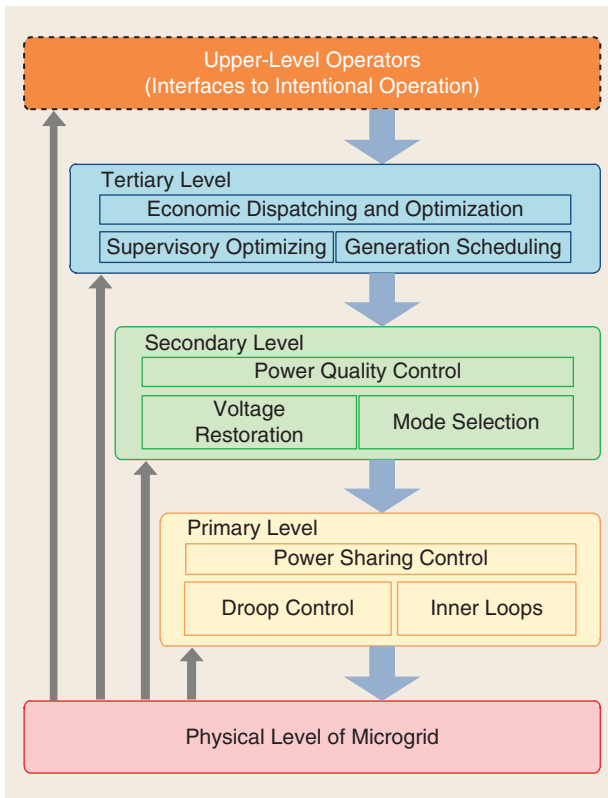 Upper-Level Operators
(Interfaces to Intentional Operation)
Tertiary Level
Economic Dispatching and Optimization
Supervisory Optimizing
Generation Scheduling
Secondary Level
Power Quality Control
Voltage
Restoration
Mode Selection
Primary Level
Power Sharing Control
Droop Control
Inner Loops
Physical Level of Microgrid